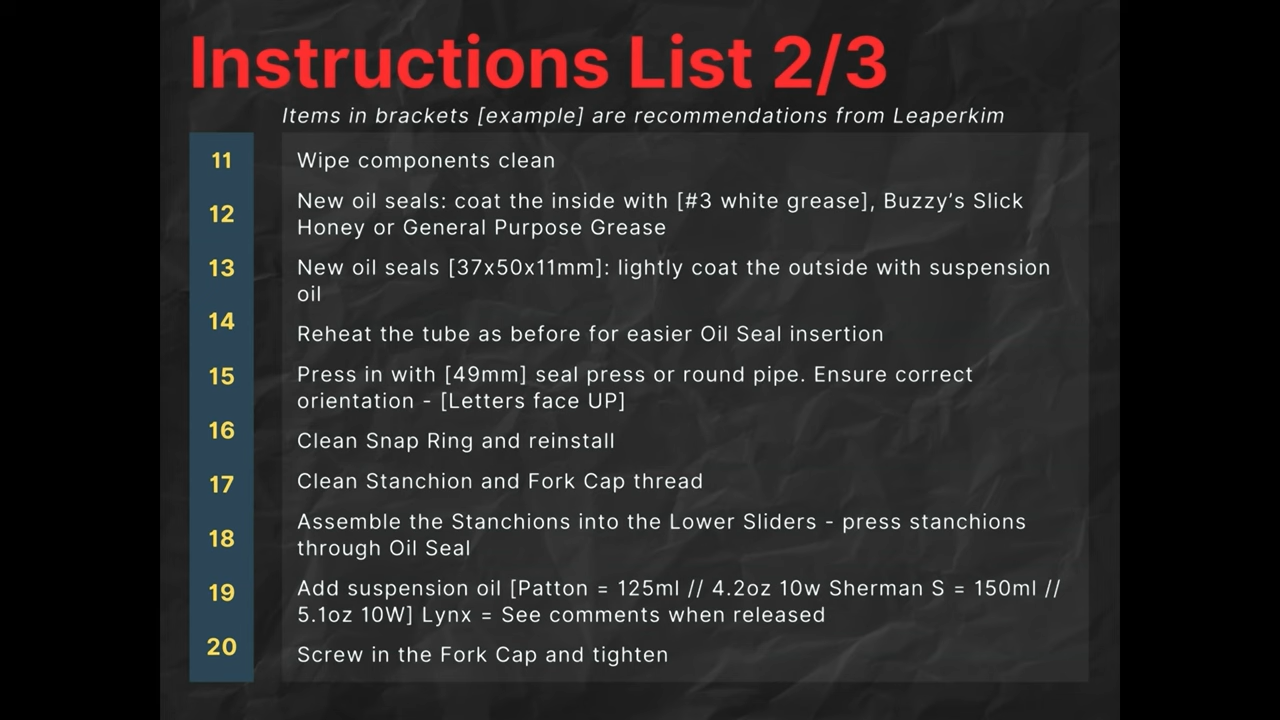 Instructions List 2/3
Items in brackets [example] are recommendations from Leaperkim
11
Wipe components clean
12
New oil seals: coat the inside with [#3 white grease], Buzzy's Slick
Honey or General Purpose Grease
13
New oil seals [37x50x11mm]: lightly coat the outside with suspension
oil
14
Reheat the tube as before for easier Oil Seal insertion
15
Press in with [49mm] seal press or round pipe. Ensure correct
orientation - [Letters face UP]
16
Clean Snap Ring and reinstall
17
Clean Stanchion and Fork Cap thread
18
Assemble the Stanchions into the Lower Sliders - press stanchions
through Oil Seal
19
Add suspension oil [Patton = 125ml // 4.2oz 10w Sherman S = 150ml //
5.1oz 10W] Lynx = See comments when released
20
Screw in the Fork Cap and tighten